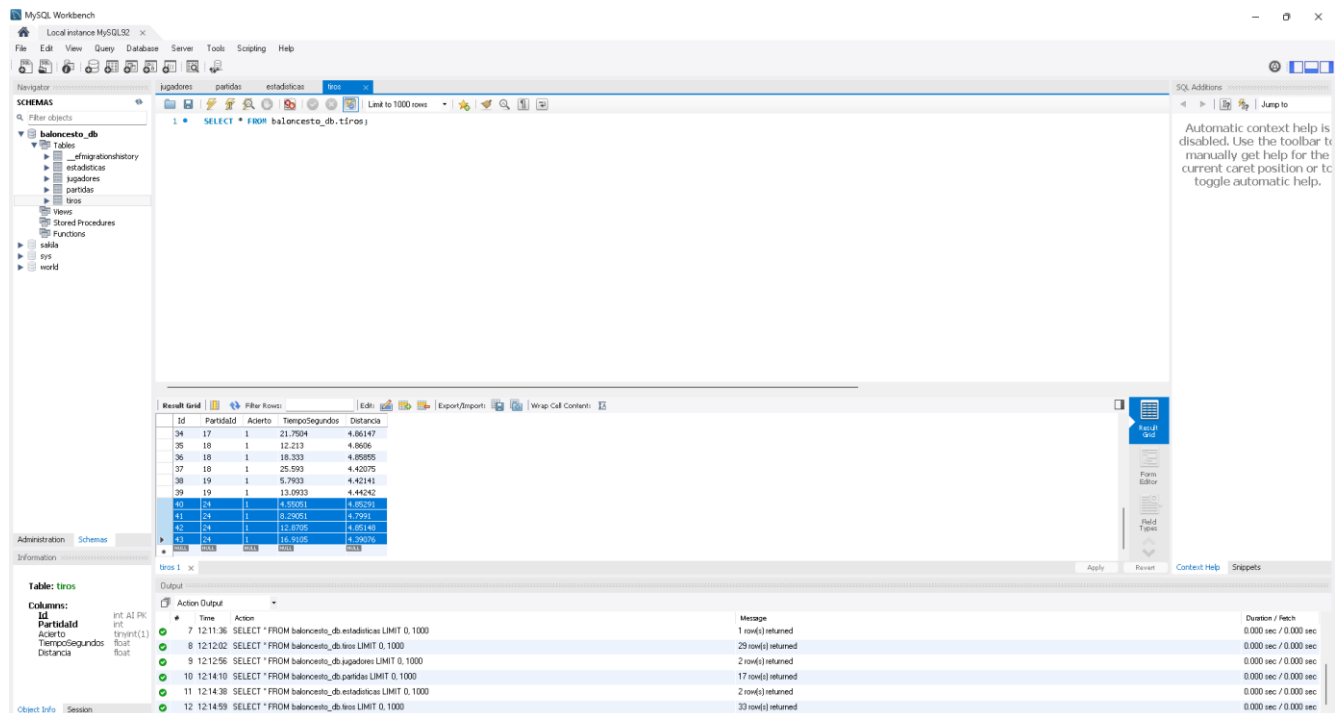 MySQL Workbench
Local instance MySQL92 ×
File Edit View Query Database Server Tools Scripting Help
Navigator
SCHEMAS
Filter objects
baloncesto_db
Tables
__efmigrationshistory
estadisticas
jugadores
partidas
tiros
Views
Stored Procedures
Functions
sakila
sys
world
Administration Schemas
Information
Table: tiros
Columns:
Id int AI PK
PartidaId int
Acierto tinyint(1)
TiempoSegundos float
Distancia float
Object Info Session
jugadores partidas estadisticas tiros ×
Limit to 1000 rows
1 SELECT * FROM baloncesto_db.tiros;
Result Grid Filter Rows: Edit: Export/Import: Wrap Cell Content:
Id PartidaId Acierto TiempoSegundos Distancia
34 17 1 21.7504 4.86147
35 18 1 12.213 4.8606
36 18 1 18.333 4.85855
37 18 1 25.593 4.42075
38 19 1 5.7933 4.42141
39 19 1 13.0933 4.44242
40 24 1 4.55051 4.85291
41 24 1 8.29051 4.7991
42 24 1 12.8705 4.85148
43 24 1 16.9105 4.39076
NULL NULL NULL NULL NULL
Result Grid
Form Editor
Field Types
tiros 1 × Apply Revert
Output
Action Output
# Time Action Message Duration / Fetch
7 12:11:36 SELECT * FROM baloncesto_db.estadisticas LIMIT 0, 1000 1 row(s) returned 0.000 sec / 0.000 sec
8 12:12:02 SELECT * FROM baloncesto_db.tiros LIMIT 0, 1000 29 row(s) returned 0.000 sec / 0.000 sec
9 12:12:56 SELECT * FROM baloncesto_db.jugadores LIMIT 0, 1000 2 row(s) returned 0.000 sec / 0.000 sec
10 12:14:10 SELECT * FROM baloncesto_db.partidas LIMIT 0, 1000 17 row(s) returned 0.000 sec / 0.000 sec
11 12:14:38 SELECT * FROM baloncesto_db.estadisticas LIMIT 0, 1000 2 row(s) returned 0.000 sec / 0.000 sec
12 12:14:59 SELECT * FROM baloncesto_db.tiros LIMIT 0, 1000 33 row(s) returned 0.000 sec / 0.000 sec
SQL Additions
Jump to
Automatic context help is
disabled. Use the toolbar to
manually get help for the
current caret position or to
toggle automatic help.
Context Help Snippets